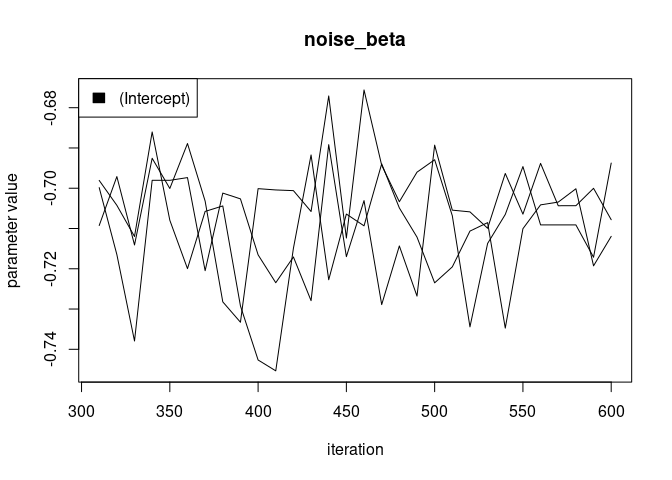 noise_beta
(Intercept)
-0.68
-0.70
-0.72
-0.74
parameter value
300 350 400 450 500 550 600
iteration